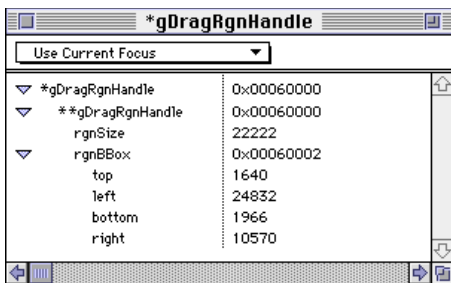 *gDragRgnHandle
Use Current Focus
*gDragRgnHandle 0x00060000
**gDragRgnHandle 0x00060000
rgnSize 22222
rgnBBox 0x00060002
top 1640
left 24832
bottom 1966
right 10570